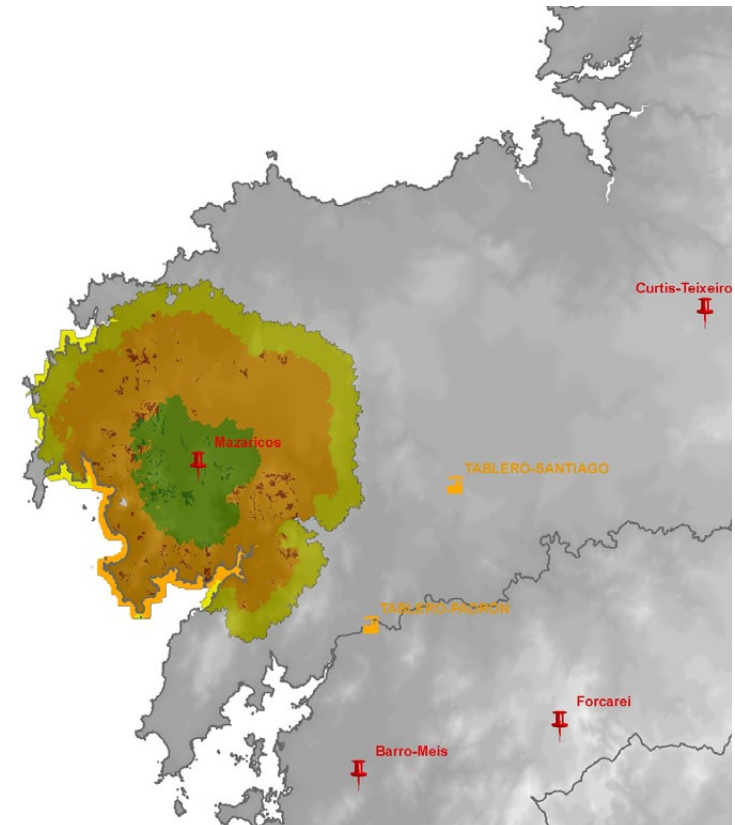 Curtis-Teixeiro
Mazaricos
TABLERO-SANTIAGO
TABLERO-PADRON
Forcarei
Barro-Meis